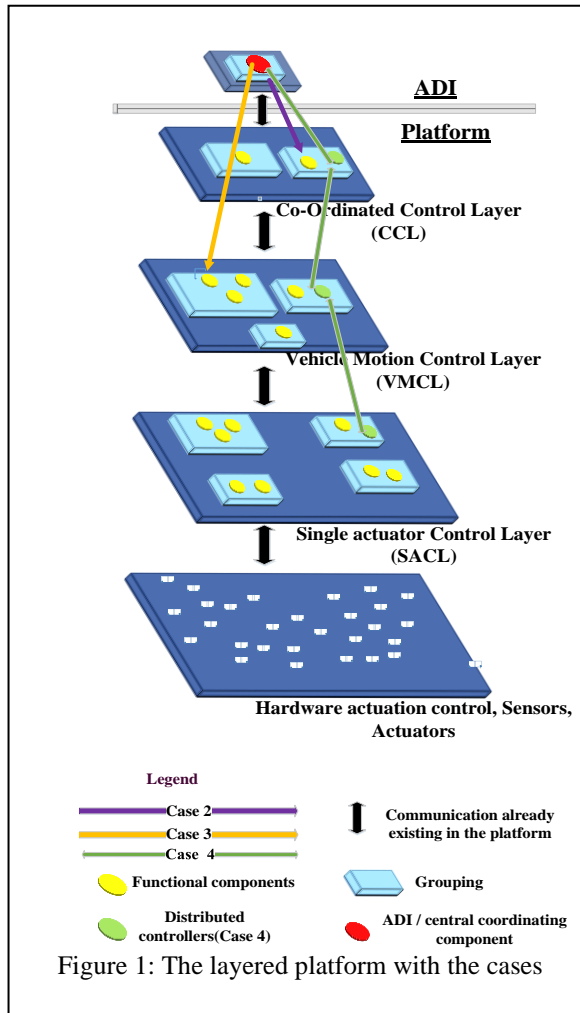 ADI
Platform
Co-Ordinated Control Layer
(CCL)
Vehicle Motion Control Layer
(VMCL)
Single actuator Control Layer
(SACL)
Hardware actuation control, Sensors,
Actuators
Legend
Case 2
Case 3
Case 4
Communication already
existing in the platform
Functional components
Grouping
Distributed
controllers(Case 4)
ADI / central coordinating
component
Figure 1: The layered platform with the cases